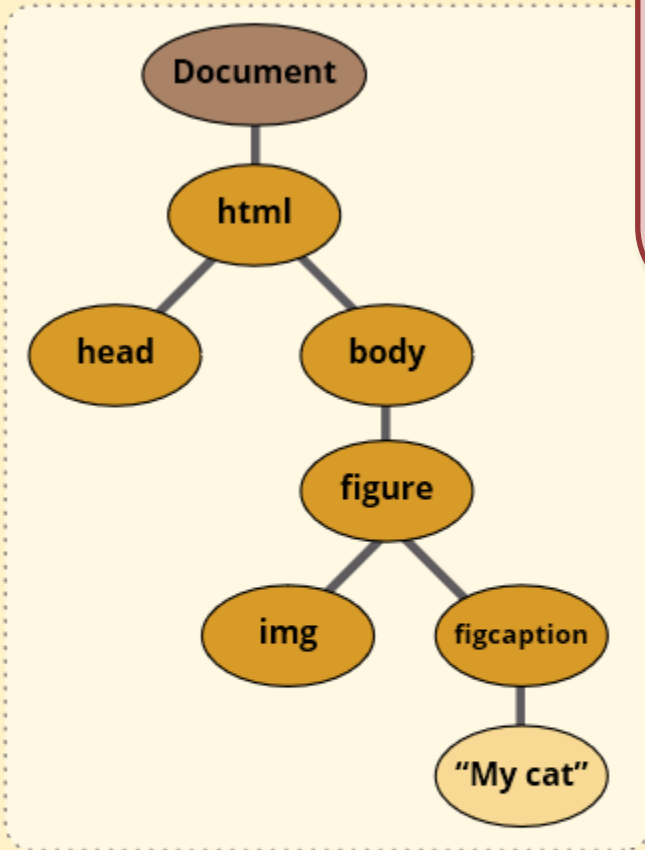 Document
html
head
body
figure
img
figcaption
“My cat”